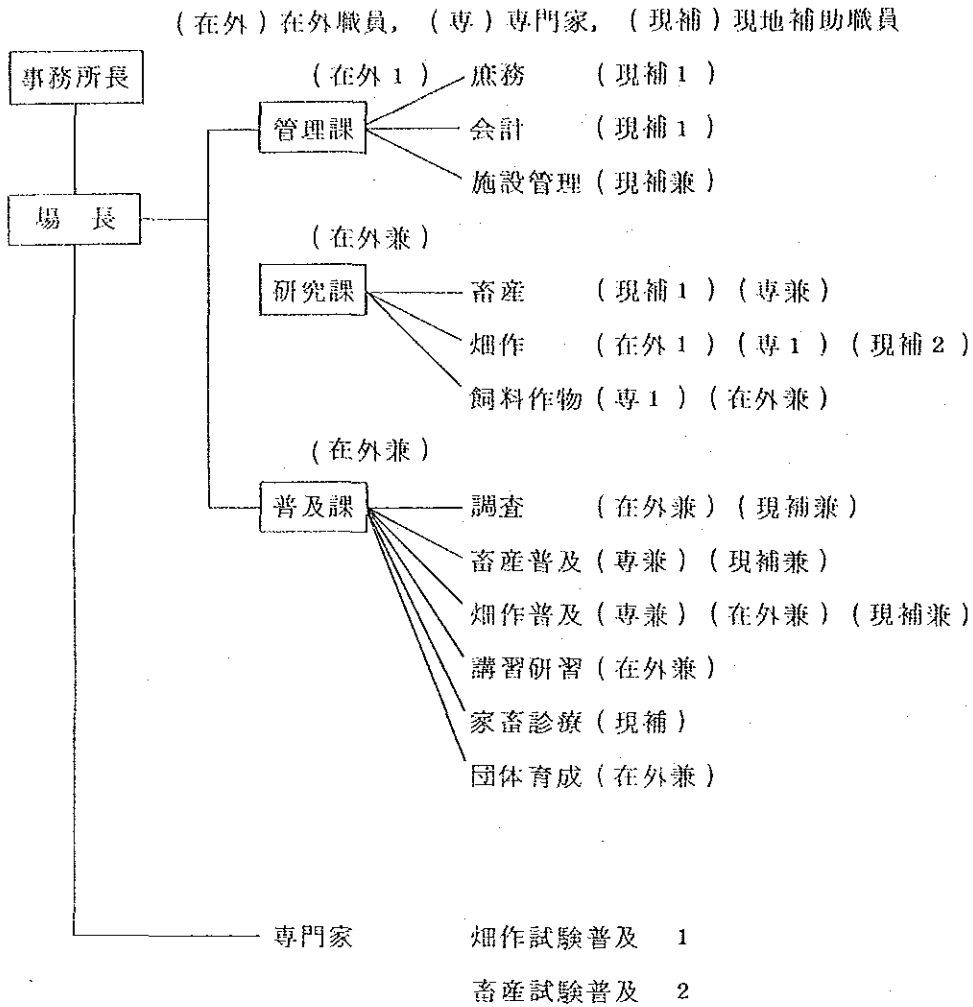 (在外)在外職員, (専)専門家, (現補)現地補助職員
事務所長
(在外1) 庶務 (現補1)
管理課 会計 (現補1)
施設管理 (現補兼)
場 長
(在外兼)
研究課 畜産 (現補1) (専兼)
畑作 (在外1) (専1) (現補2)
飼料作物 (専1) (在外兼)
(在外兼)
普及課 調査 (在外兼) (現補兼)
畜産普及 (専兼) (現補兼)
畑作普及 (専兼) (在外兼) (現補兼)
講習研習 (在外兼)
家畜診療 (現補)
団体育成 (在外兼)
専門家 畑作試験普及 1
畜産試験普及 2